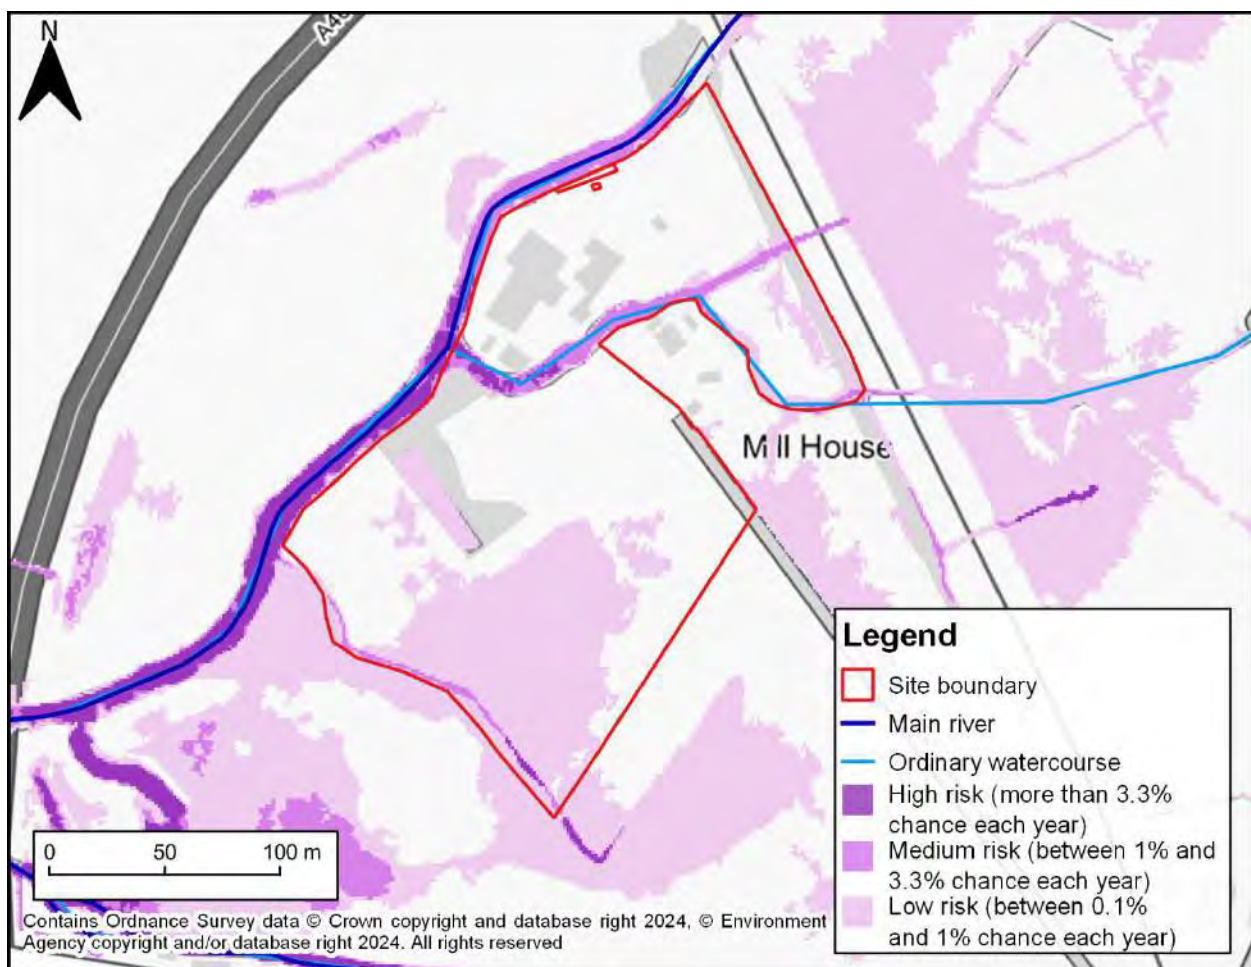 N
A46
Mill House
Legend
Site boundary
Main river
Ordinary watercourse
High risk (more than 3.3%
chance each year)
Medium risk (between 1% and
3.3% chance each year)
Low risk (between 0.1%
and 1% chance each year)
0 50 100 m
Contains Ordnance Survey data © Crown copyright and database right 2024, © Environment
Agency copyright and/or database right 2024. All rights reserved